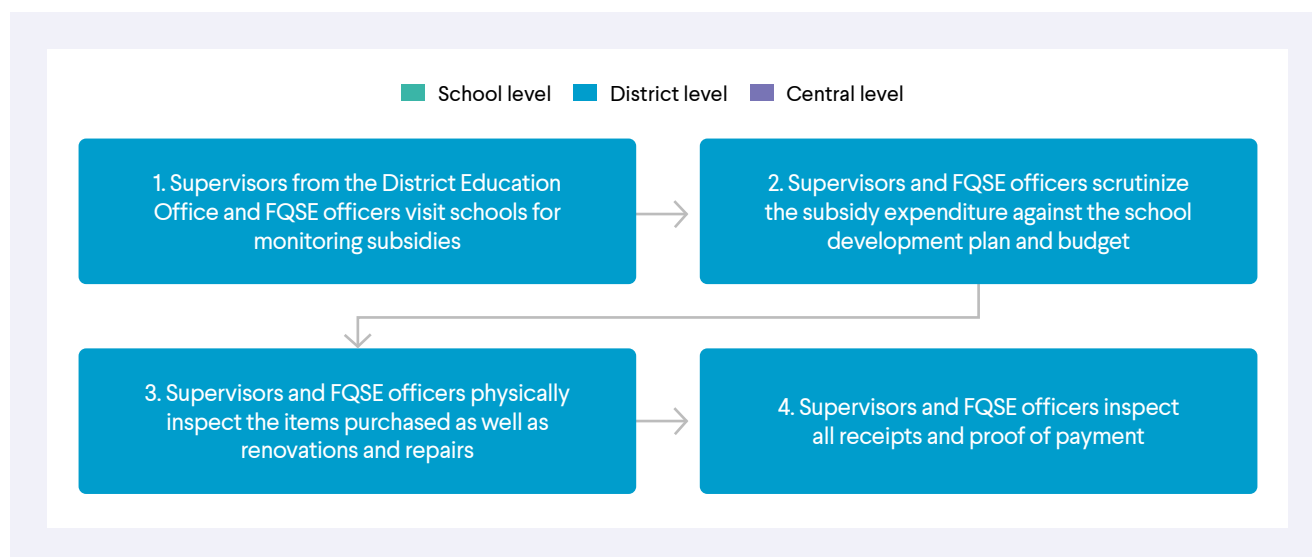 School level District level Central level
1. Supervisors from the District Education
Office and FQSE officers visit schools for
monitoring subsidies
2. Supervisors and FQSE officers scrutinize
the subsidy expenditure against the school
development plan and budget
3. Supervisors and FQSE officers physically
inspect the items purchased as well as
renovations and repairs
4. Supervisors and FQSE officers inspect
all receipts and proof of payment